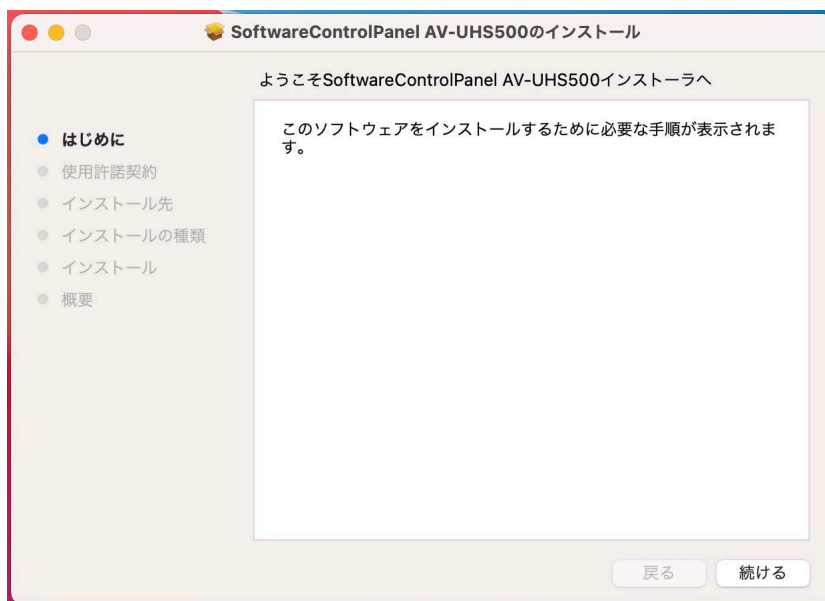 SoftwareControlPanel AV-UHS500のインストール
ようこそSoftwareControlPanel AV-UHS500インストーラへ
はじめに
使用許諾契約
インストール先
インストールの種類
インストール
概要
このソフトウェアをインストールするために必要な手順が表示されま
す。
戻る
続ける